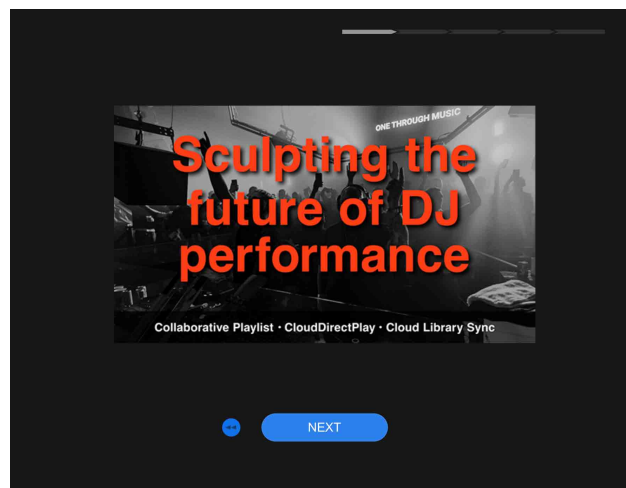 ONE THROUGH MUSIC
Sculpting the
future of DJ
performance
Collaborative Playlist · CloudDirectPlay · Cloud Library Sync
NEXT